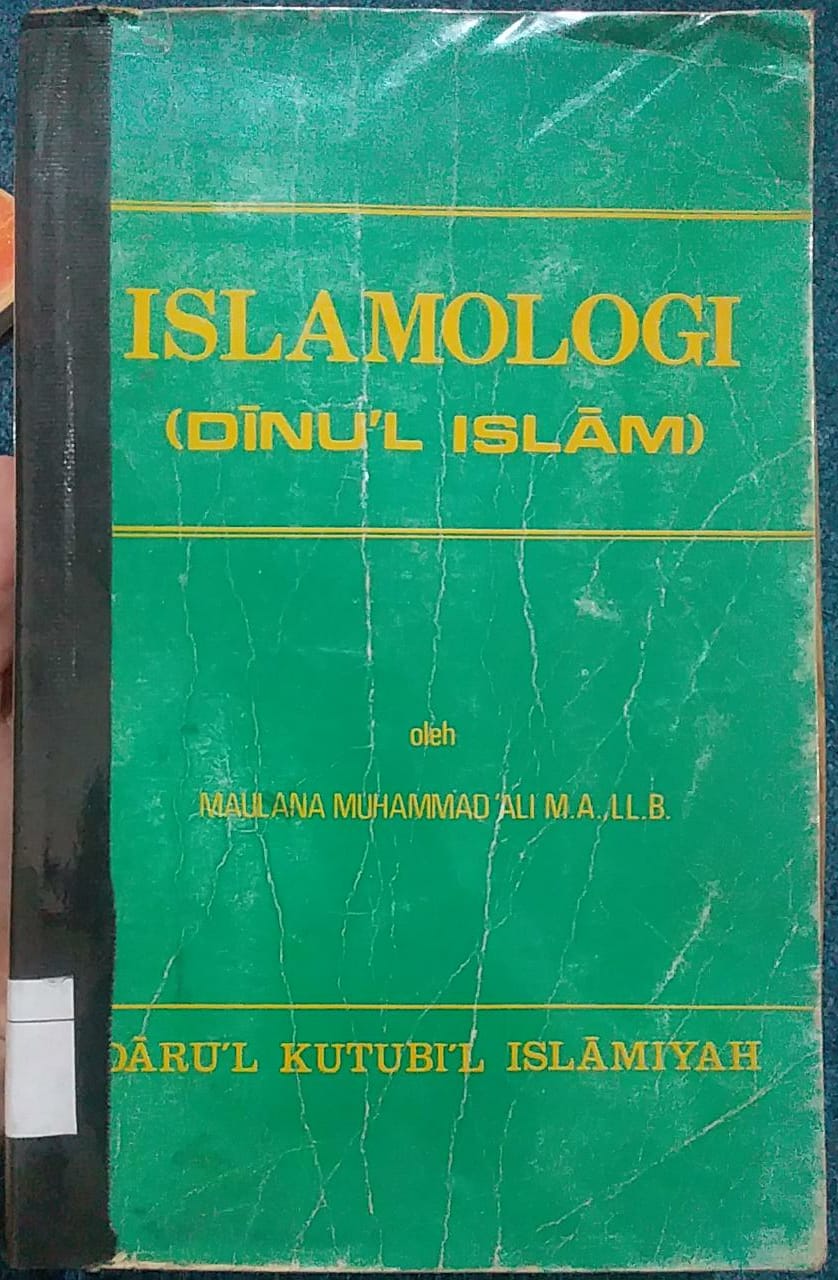 ISLAMOLOGI
(DĪNU'L ISLĀM)
oleh
MAULANA MUHAMMAD 'ALI M.A., LL.B.
DĀRU'L KUTUBI'L ISLĀMIYAH